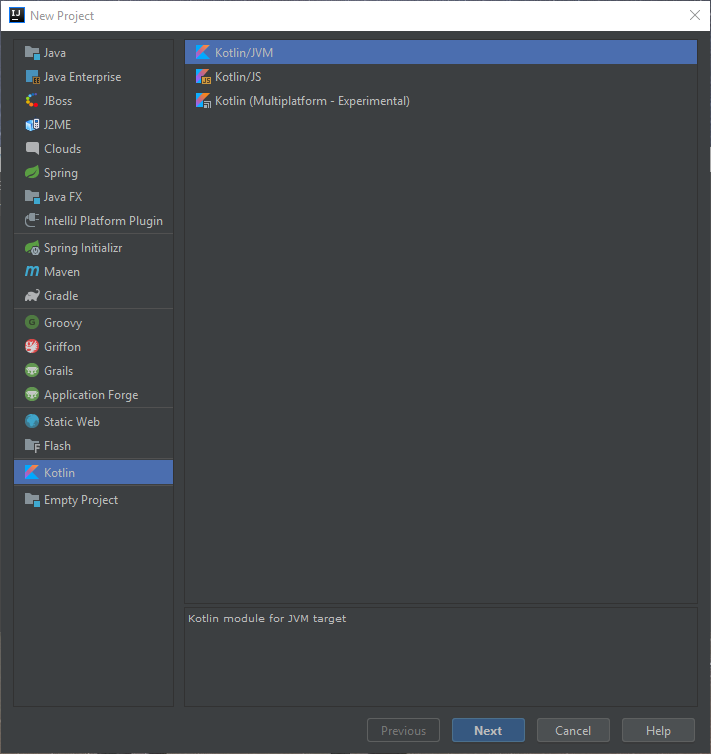 New Project
Java
Java Enterprise
JBoss
J2ME
Clouds
Spring
Java FX
IntelliJ Platform Plugin
Spring Initializr
Maven
Gradle
Groovy
Griffon
Grails
Application Forge
Static Web
Flash
Kotlin
Empty Project
Kotlin/JVM
Kotlin/JS
Kotlin (Multiplatform - Experimental)
Kotlin module for JVM target
Previous
Next
Cancel
Help